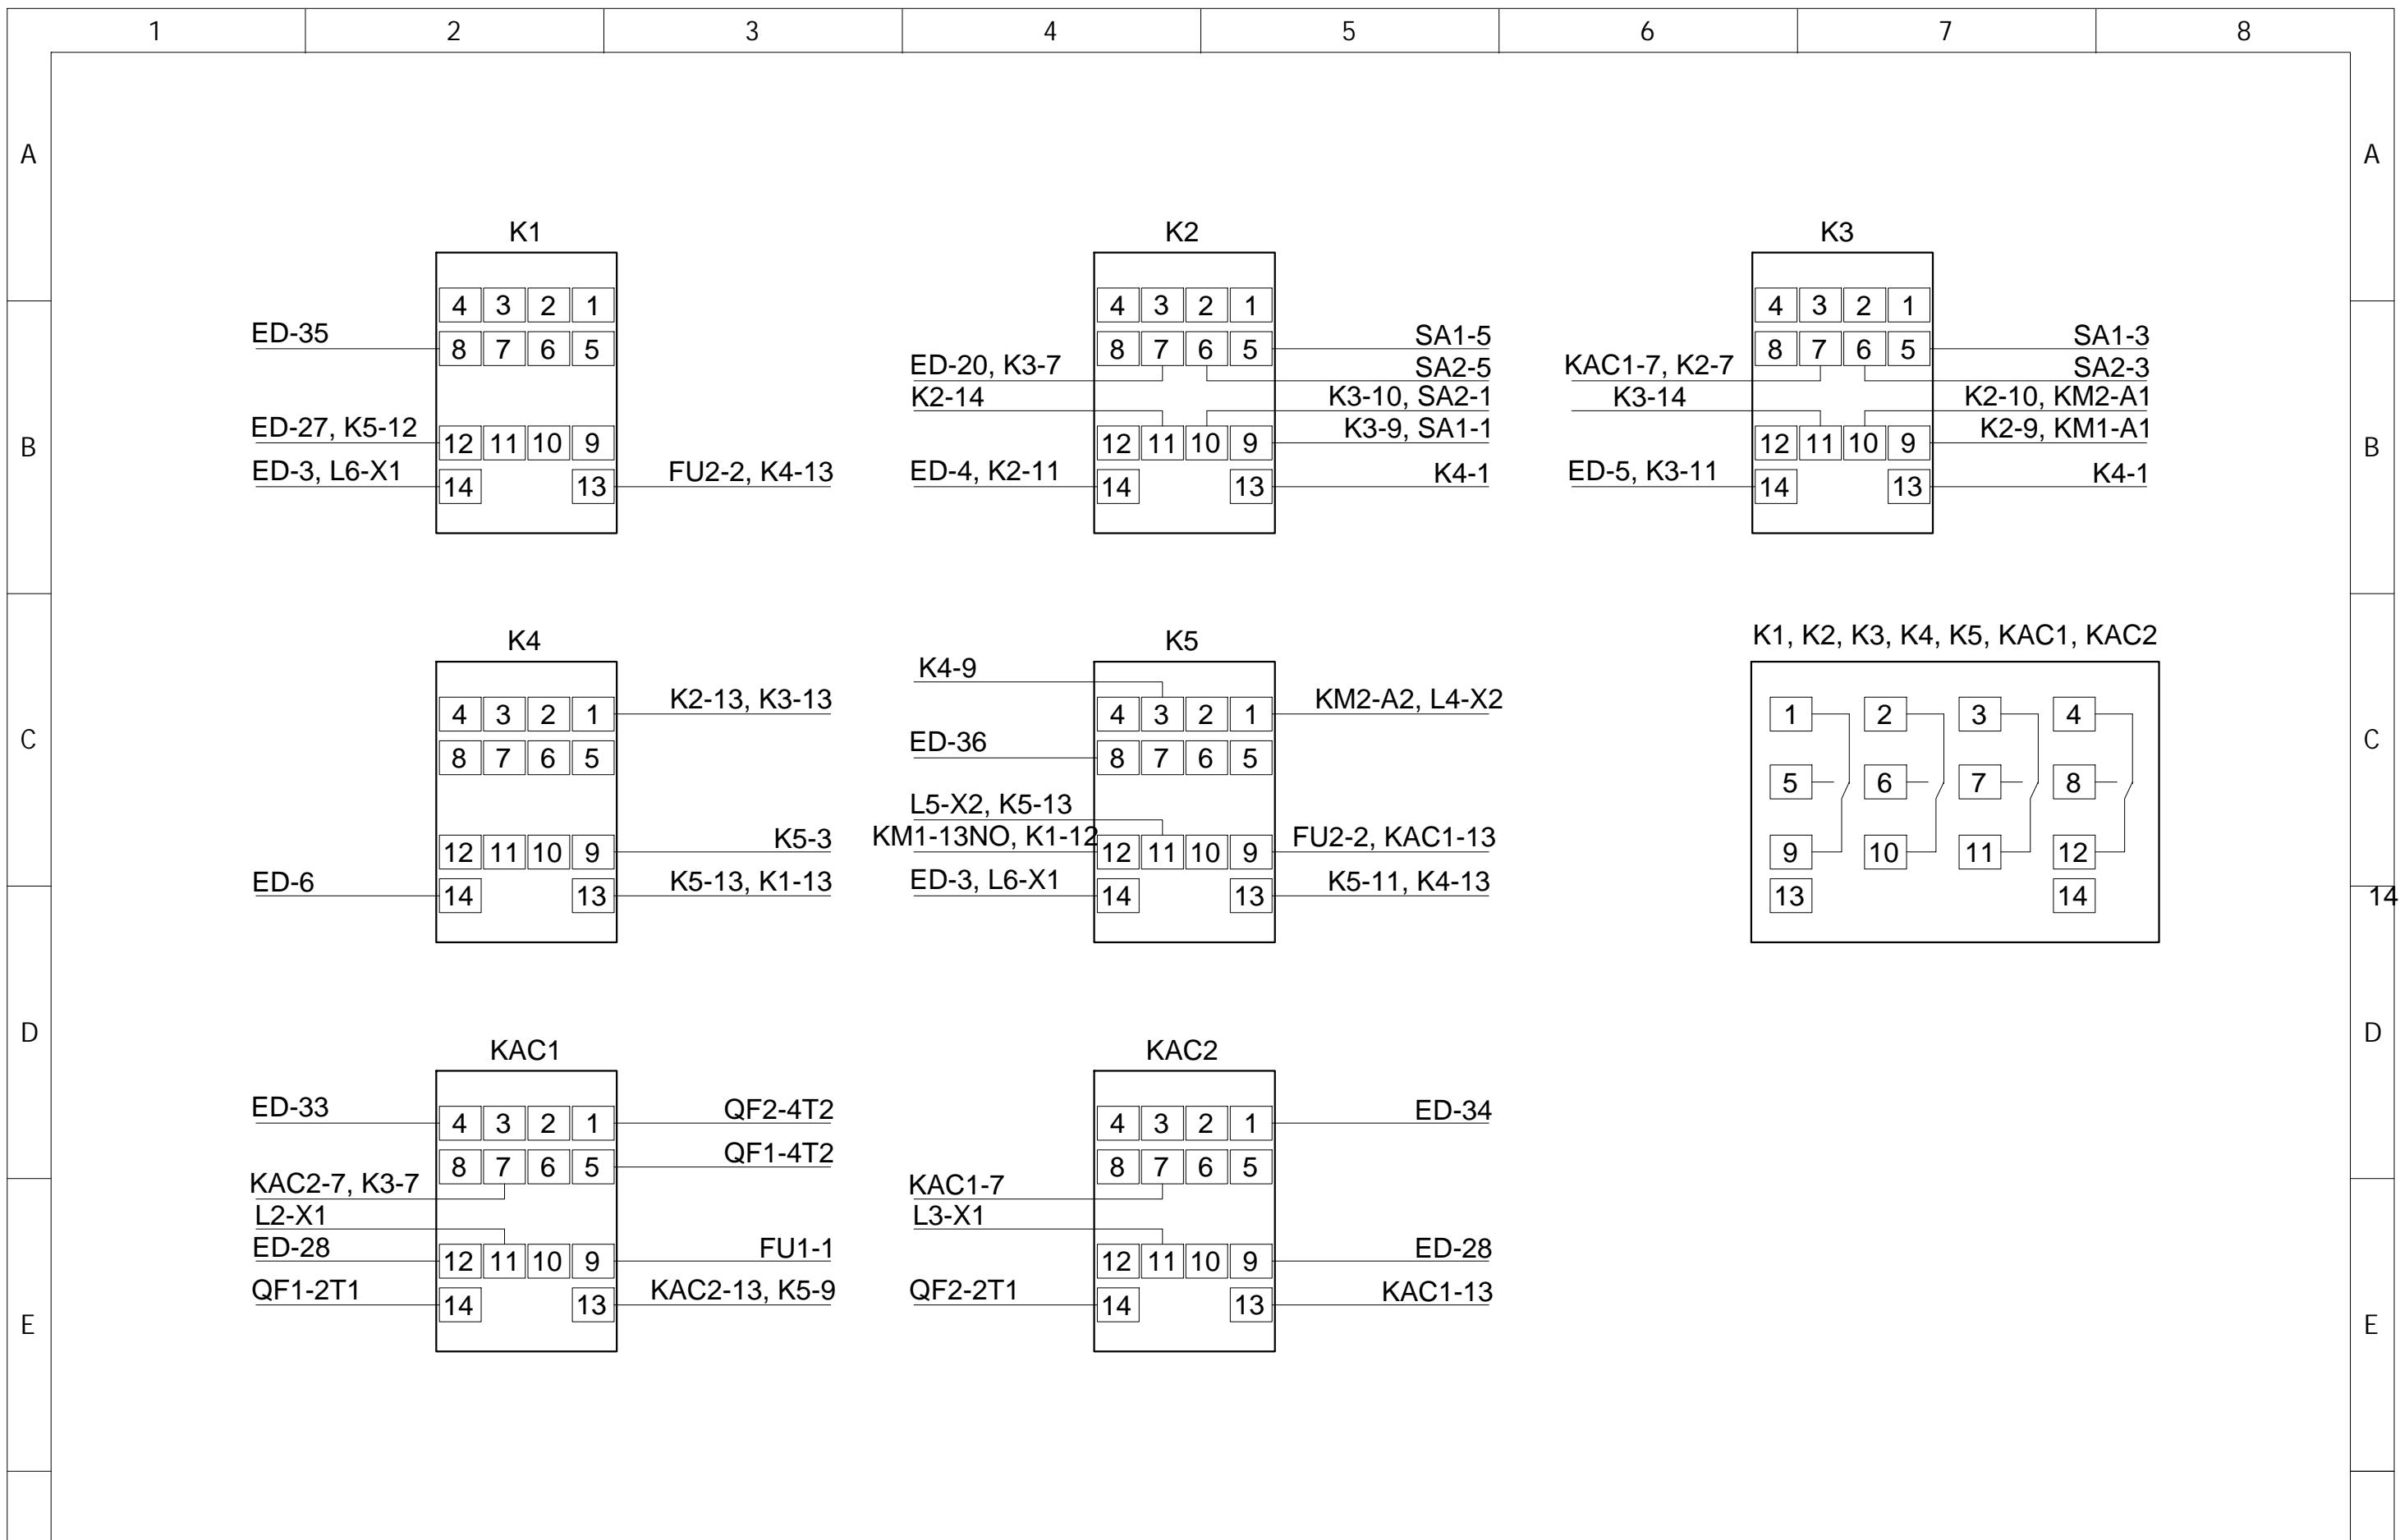 1 2 3 4 5 6 7 8
A A
K1 K2 K3
4 3 2 1 4 3 2 1 4 3 2 1
ED-35 8 7 6 5 8 7 6 5 SA1-5 8 7 6 5 SA1-3
ED-20, K3-7 SA2-5 KAC1-7, K2-7 SA2-3
K2-14 K3-10, SA2-1 K3-14 K2-10, KM2-A1
ED-27, K5-12 12 11 10 9 12 11 10 9 K3-9, SA1-1 12 11 10 9 K2-9, KM1-A1
B B
ED-3, L6-X1 14 13 FU2-2, K4-13 ED-4, K2-11 14 13 K4-1 ED-5, K3-11 14 13 K4-1
K4 K5 K1, K2, K3, K4, K5, KAC1, KAC2
K4-9
4 3 2 1 K2-13, K3-13 4 3 2 1 KM2-A2, L4-X2 1 2 3 4
C C
8 7 6 5 ED-36 8 7 6 5 5 6 7 8
L5-X2, K5-13
12 11 10 9 K5-3 KM1-13NO, K1-12 12 11 10 9 FU2-2, KAC1-13 9 10 11 12
ED-6 14 13 K5-13, K1-13 ED-3, L6-X1 14 13 K5-11, K4-13 13 14 14
D D
KAC1 KAC2
ED-33 4 3 2 1 QF2-4T2 4 3 2 1 ED-34
8 7 6 5 QF1-4T2 8 7 6 5
KAC2-7, K3-7 KAC1-7
L2-X1 L3-X1
ED-28 12 11 10 9 FU1-1 12 11 10 9 ED-28
QF1-2T1 14 13 KAC2-13, K5-9 QF2-2T1 14 13 KAC1-13
E E